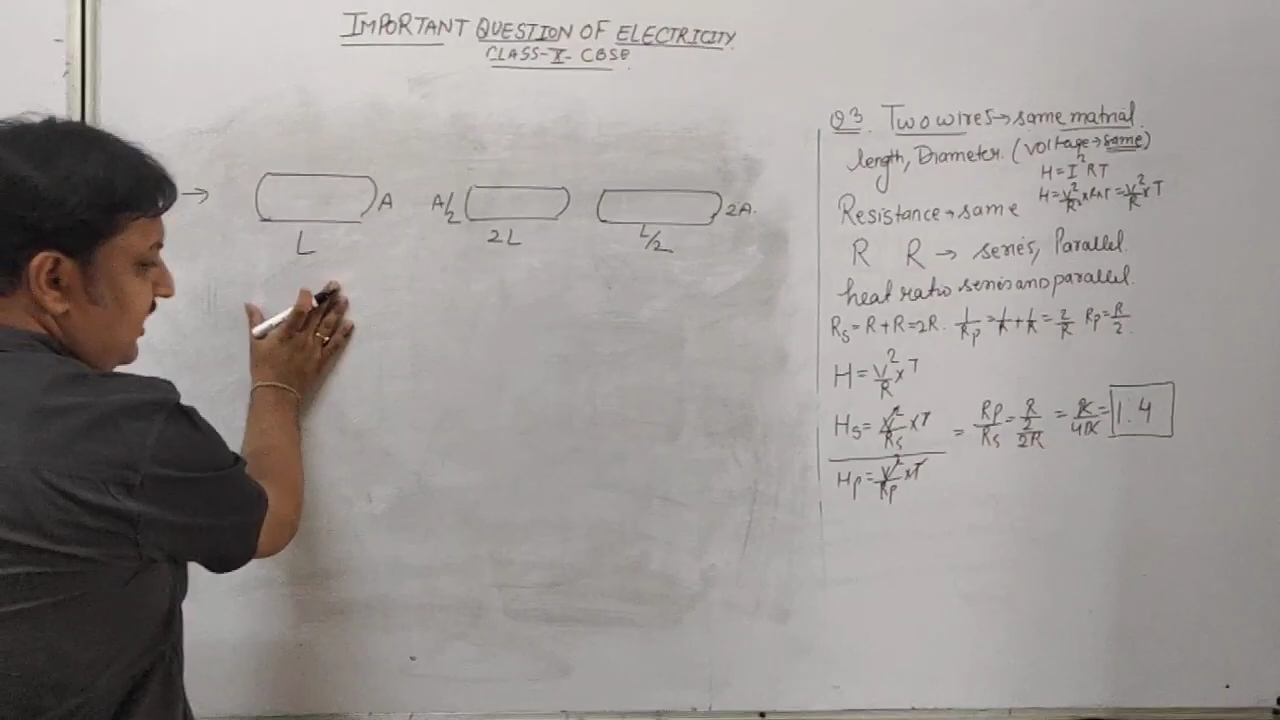 IMPORTANT QUESTION OF ELECTRICITY
CLASS-X- CBSE
→ A A/2 2A.
L 2L L/2
Q3. Two wires→same matrial
length, Diameter. (voltage→same)
H=I²RT
H=V²/R²×R×T=V²/R×T
Resistance→same
R R → series, Parallel.
heat ratio series and parallel.
Rs=R+R=2R. 1/Rp=1/R+1/R=2/R Rp=R/2.
H=V²/R×T
Hs=V²/Rs×T = Rp/Rs=R/2/2R = R/4R=1:4
Hp=V²/Rp×T